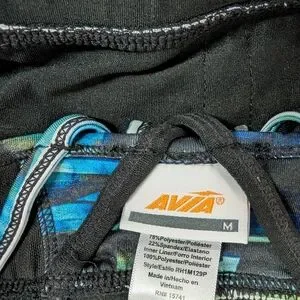 AVIA®
M
78%Polyester/Poliéster
22%Spandex/Elastano
Inner Liner/Forro Interior
100%Polyester/Poliéster
Style/Estilo RH1M129P
Made in/Hecho en
Vietnam
RN# 15741